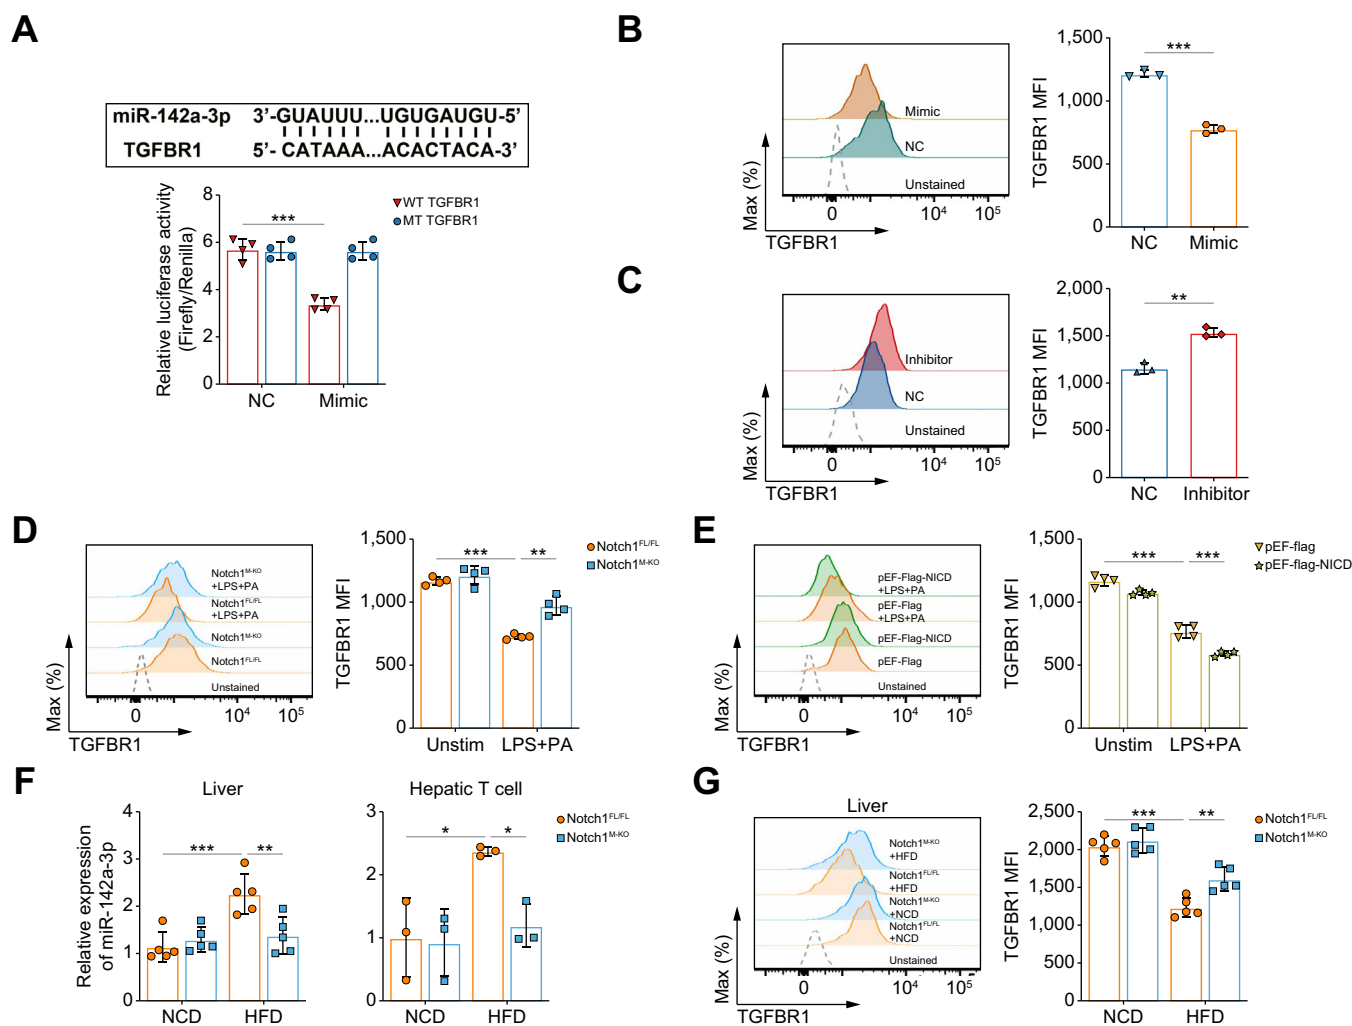 A
miR-142a-3p 3’-GUAUUU...UGUGAUGU-5’
TGFBR1 5’- CATAAA...ACACTACA-3’
Relative luciferase activity
(Firefly/Renilla)
8
6
4
2
0
***
WT TGFBR1
MT TGFBR1
NC Mimic
B
Max (%)
Mimic
NC
Unstained
0 10⁴ 10⁵
TGFBR1
TGFBR1 MFI
1,500
1,000
500
0
***
NC Mimic
C
Max (%)
Inhibitor
NC
Unstained
0 10⁴ 10⁵
TGFBR1
TGFBR1 MFI
2,000
1,500
1,000
500
0
**
NC Inhibitor
D
Max (%)
Notch1ᴹ⁻ᴷᴼ
+LPS+PA
Notch1ᶠᴸ/ᶠᴸ
+LPS+PA
Notch1ᴹ⁻ᴷᴼ
Notch1ᶠᴸ/ᶠᴸ
Unstained
0 10⁴ 10⁵
TGFBR1
TGFBR1 MFI
1,500
1,000
500
0
*** **
Notch1ᶠᴸ/ᶠᴸ
Notch1ᴹ⁻ᴷᴼ
Unstim LPS+PA
E
Max (%)
pEF-Flag-NICD
+LPS+PA
pEF-Flag
+LPS+PA
pEF-Flag-NICD
pEF-Flag
Unstained
0 10⁴ 10⁵
TGFBR1
TGFBR1 MFI
1,500
1,000
500
0
*** ***
pEF-flag
pEF-flag-NICD
Unstim LPS+PA
F
Liver
Relative expression
of miR-142a-3p
4
3
2
1
0
*** **
NCD HFD
Hepatic T cell
3
2
1
0
* *
Notch1ᶠᴸ/ᶠᴸ
Notch1ᴹ⁻ᴷᴼ
NCD HFD
G
Liver
Max (%)
Notch1ᴹ⁻ᴷᴼ
+HFD
Notch1ᶠᴸ/ᶠᴸ
+HFD
Notch1ᴹ⁻ᴷᴼ
+NCD
Notch1ᶠᴸ/ᶠᴸ
+NCD
Unstained
0 10⁴ 10⁵
TGFBR1
TGFBR1 MFI
2,500
2,000
1,500
1,000
500
0
*** **
Notch1ᶠᴸ/ᶠᴸ
Notch1ᴹ⁻ᴷᴼ
NCD HFD